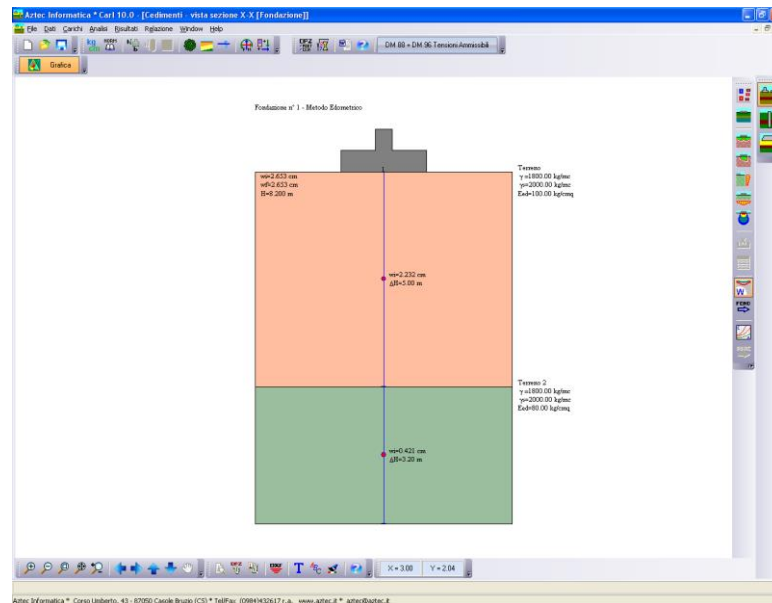 Aztec Informatica * Carl 10.0 - [Cedimenti - vista sezione X-X [Fondazione]]
File Dati Carichi Analisi Risultati Relazione Window Help
DM 88 + DM 96 Tensioni Ammissibili
Grafica
Fondazione n° 1 - Metodo Edometrico
wi=2.653 cm
wf=2.653 cm
H=8.200 m
Terreno
γ =1800.00 kg/mc
γs=2000.00 kg/mc
Eed=100.00 kg/cmq
wi=2.232 cm
ΔH=5.00 m
Terreno 2
γ =1800.00 kg/mc
γs=2000.00 kg/mc
Eed=80.00 kg/cmq
wi=0.421 cm
ΔH=3.20 m
X = 3.00 Y = 2.04
Aztec Informatica * Corso Umberto, 43 - 87050 Casole Bruzio (CS) * Tel/Fax (0984)432617 r.a. www.aztec.it * aztec@aztec.it